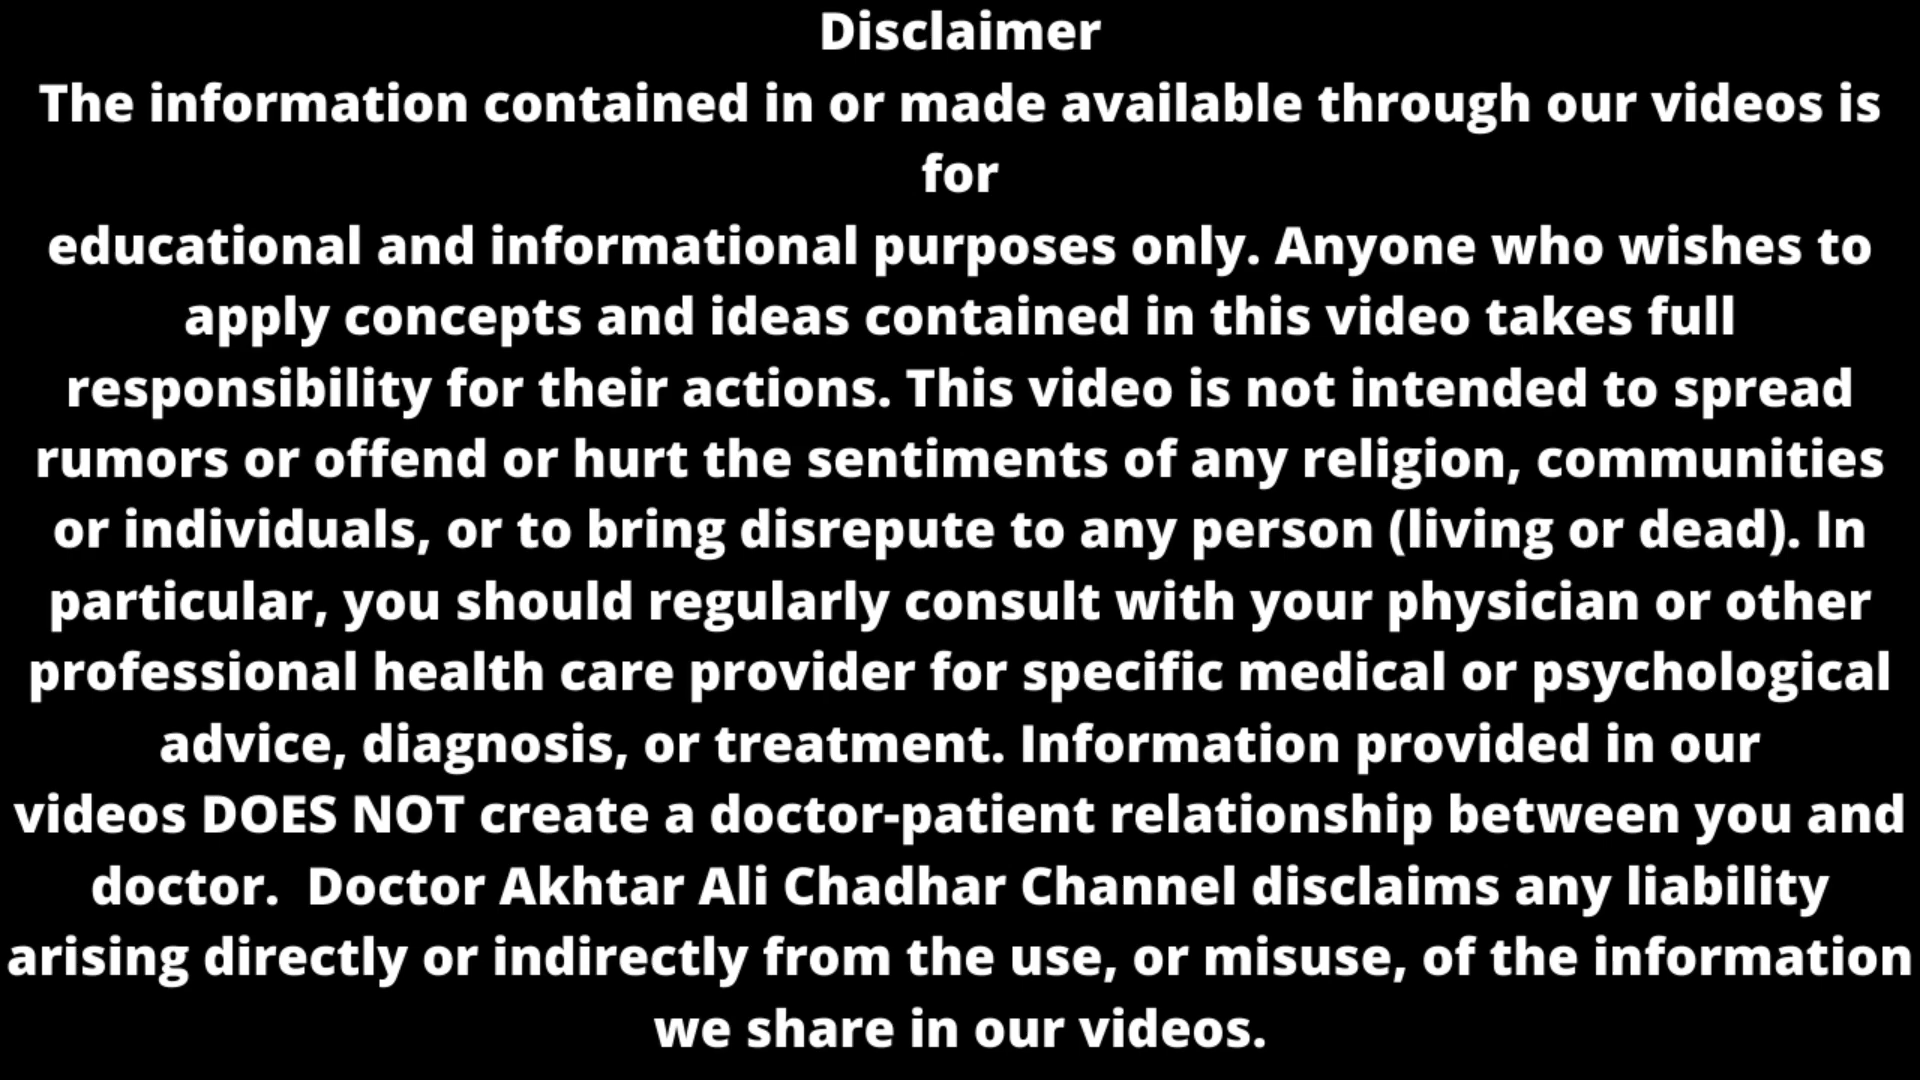 Disclaimer
The information contained in or made available through our videos is
for
educational and informational purposes only. Anyone who wishes to
apply concepts and ideas contained in this video takes full
responsibility for their actions. This video is not intended to spread
rumors or offend or hurt the sentiments of any religion, communities
or individuals, or to bring disrepute to any person (living or dead). In
particular, you should regularly consult with your physician or other
professional health care provider for specific medical or psychological
advice, diagnosis, or treatment. Information provided in our
videos DOES NOT create a doctor-patient relationship between you and
doctor.  Doctor Akhtar Ali Chadhar Channel disclaims any liability
arising directly or indirectly from the use, or misuse, of the information
we share in our videos.